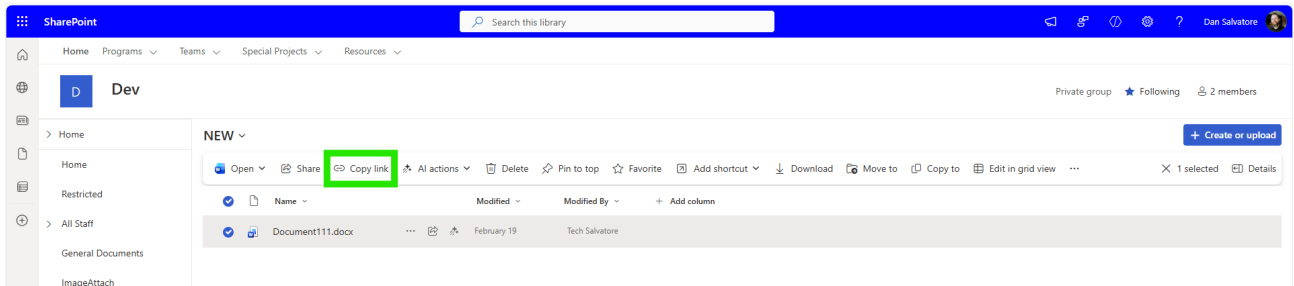 SharePoint
Search this library
Dan Salvatore
Home Programs Teams Special Projects Resources
D Dev
Private group Following 2 members
Home
NEW
Create or upload
Home
Open Share Copy link AI actions Delete Pin to top Favorite Add shortcut Download Move to Copy to Edit in grid view ... 1 selected Details
Restricted
Name Modified Modified By + Add column
All Staff
Document111.docx ... February 19 Tech Salvatore
General Documents
ImageAttach